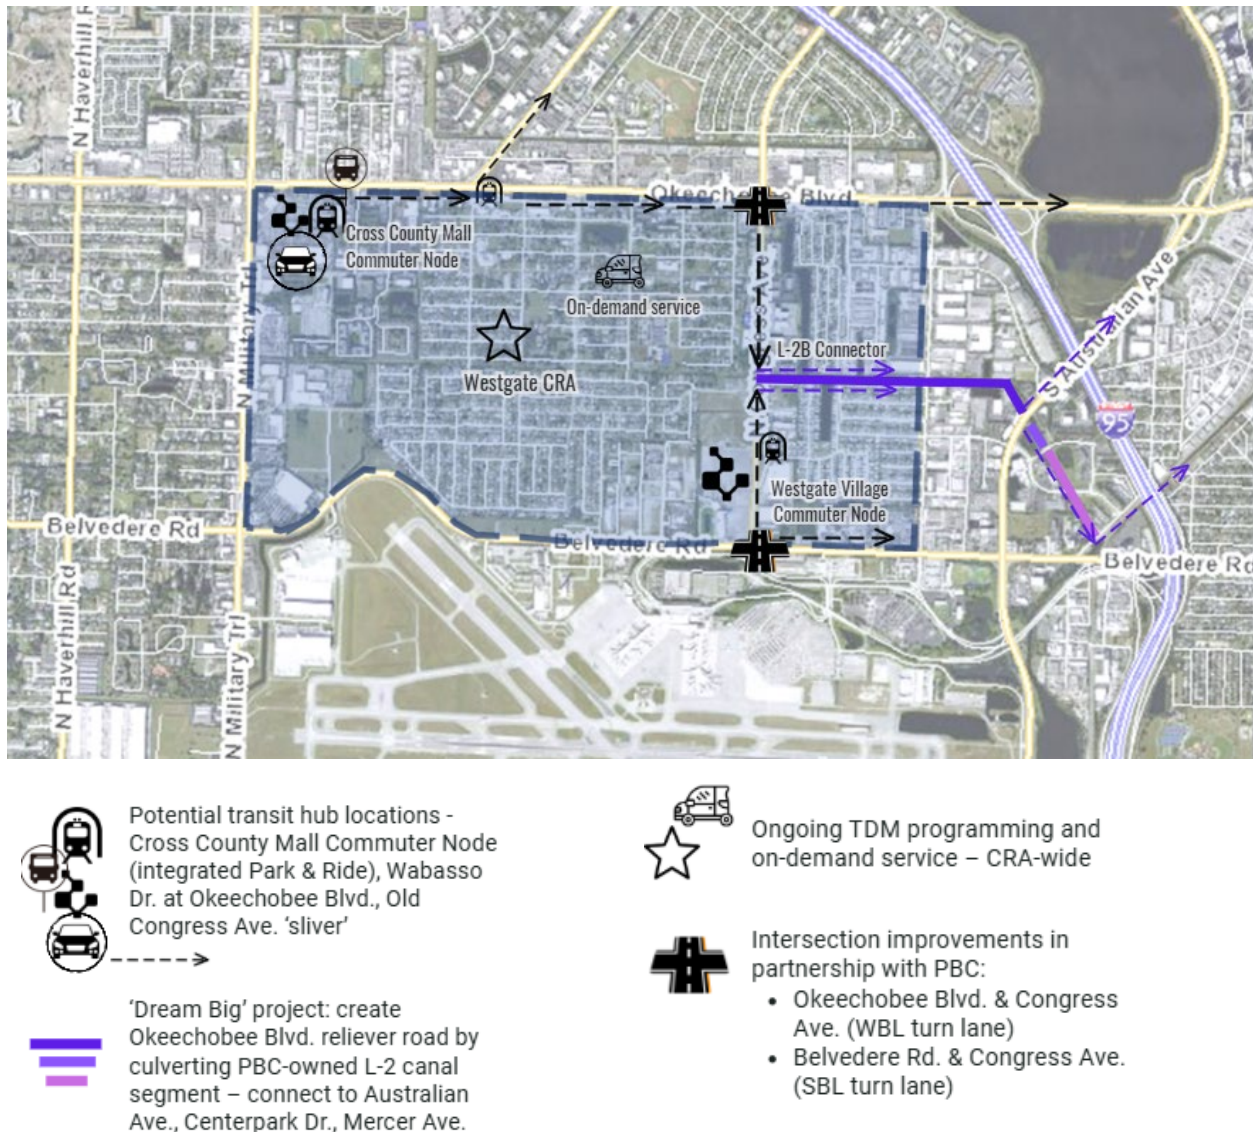 N Haverhill R
Okeechobee Blvd
Cross County Mall
Commuter Node
On-demand service
N Military Trl
S Australian Ave
L-2B Connector
Westgate CRA
95
Westgate Village
Commuter Node
Belvedere Rd
Belvedere Rd
Belvedere Rd
N Haverhill Rd
N Military Trl
Potential transit hub locations -
Cross County Mall Commuter Node
(integrated Park & Ride), Wabasso
Dr. at Okeechobee Blvd., Old
Congress Ave. ‘sliver’
‘Dream Big’ project: create
Okeechobee Blvd. reliever road by
culverting PBC-owned L-2 canal
segment – connect to Australian
Ave., Centerpark Dr., Mercer Ave.
Ongoing TDM programming and
on-demand service – CRA-wide
Intersection improvements in
partnership with PBC:
• Okeechobee Blvd. & Congress
Ave. (WBL turn lane)
• Belvedere Rd. & Congress Ave.
(SBL turn lane)